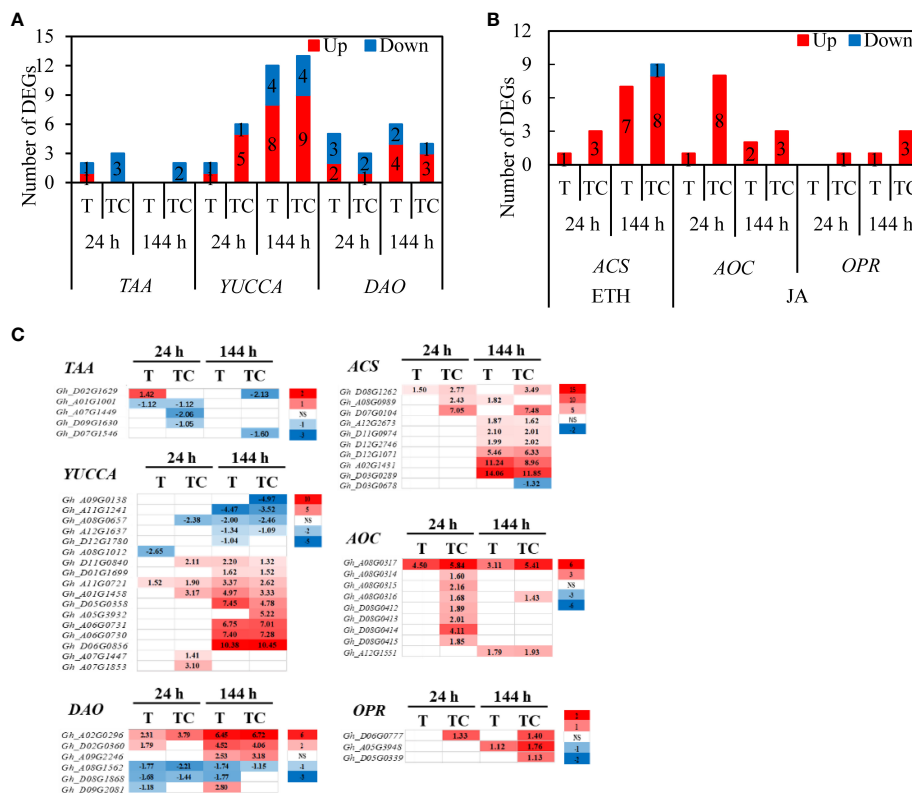 A
Up Down
Number of DEGs
15
12
9
6
3
0
1 3 2 1 5 1 4 8 4 9 3 2 2 1 2 4 1 3
T TC T TC T TC T TC T TC T TC
24 h 144 h 24 h 144 h 24 h 144 h
TAA YUCCA DAO
B
Up Down
Number of DEGs
12
9
6
3
0
1 3 7 1 8 1 8 2 3 1 1 3
T TC T TC T TC T TC T TC T TC
24 h 144 h 24 h 144 h 24 h 144 h
ACS AOC OPR
ETH JA
C
TAA
24 h 144 h
T TC T TC
Gh_D02G1629 1.42 -2.13
Gh_A01G1001 -1.12 -1.12
Gh_A07G1449 -2.06
Gh_D09G1630 -1.05
Gh_D07G1546 -1.60
1
NS
-1
YUCCA
24 h 144 h
T TC T TC
Gh_A09G0138 -4.97
Gh_A11G1241 -4.47 -3.52
Gh_A08G0657 -2.38 -2.00 -2.46
Gh_A12G1637 -1.34 -1.09
Gh_D12G1780 -1.04
Gh_A08G1012 -2.65
Gh_D11G0840 2.11 2.20 1.32
Gh_D01G1699 1.62 1.52
Gh_A11G0721 1.52 1.90 3.37 2.62
Gh_A01G1458 3.17 4.97 3.33
Gh_D05G0358 7.45 4.78
Gh_A05G3932 5.22
Gh_A06G0731 6.75 7.01
Gh_A06G0730 7.40 7.28
Gh_D06G0856 10.38 10.45
Gh_A07G1447 1.41
Gh_A07G1853 3.10
10
5
NS
-2
-5
DAO
24 h 144 h
T TC T TC
Gh_A02G0296 2.31 3.79 6.45 6.72
Gh_D02G0360 1.79 4.52 4.06
Gh_A09G2246 2.53 3.18
Gh_A08G1562 -1.77 -2.21 -1.74 -1.15
Gh_D08G1868 -1.68 -1.44 -1.77
Gh_D09G2081 -1.18 2.80
6
2
NS
-1
ACS
24 h 144 h
T TC T TC
Gh_D08G1262 1.50 2.77 3.49
Gh_A08G0989 2.43 1.82
Gh_D07G0104 7.05 7.48
Gh_A12G2673 1.87 1.62
Gh_D11G0974 2.10 2.01
Gh_D12G2746 1.99 2.02
Gh_D12G1071 5.46 6.33
Gh_A02G1431 11.24 8.96
Gh_D03G0289 14.06 11.85
Gh_D03G0678 -1.32
10
5
NS
-2
AOC
24 h 144 h
T TC T TC
Gh_A08G0317 4.50 5.84 3.11 5.41
Gh_A08G0314 1.60
Gh_A08G0315 2.16
Gh_A08G0316 1.68 1.43
Gh_D08G0412 1.89
Gh_D08G0413 2.01
Gh_D08G0414 4.11
Gh_D08G0415 1.85
Gh_A12G1551 1.79 1.93
6
3
NS
OPR
24 h 144 h
T TC T TC
Gh_D06G0777 1.33 1.40
Gh_A05G3948 1.12 1.76
Gh_D05G0339 1.13
1
NS
-1
-2